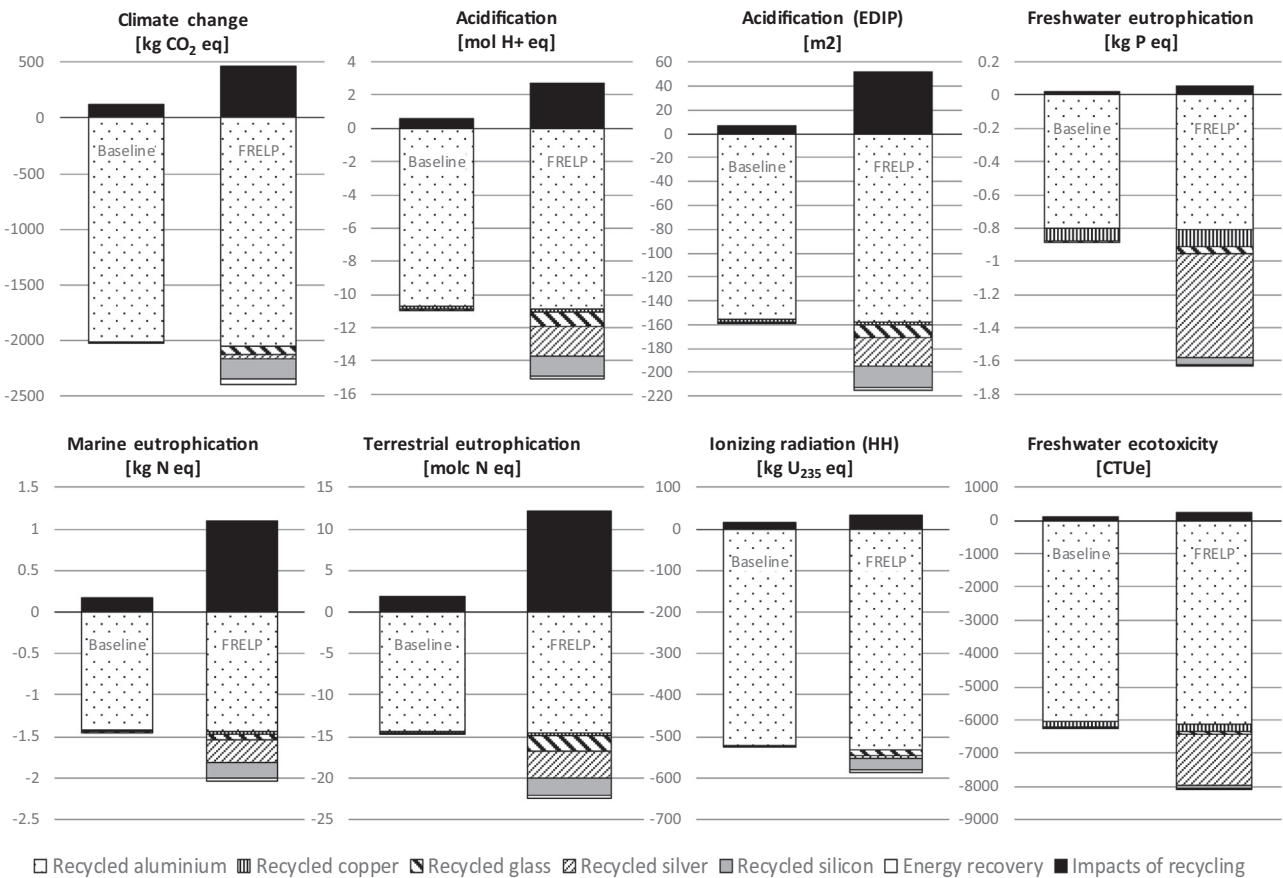 Climate change
[kg CO₂ eq]
500
0
-500
-1000
-1500
-2000
-2500
Baseline
FRELP
Acidification
[mol H+ eq]
4
2
0
-2
-4
-6
-8
-10
-12
-14
-16
Baseline
FRELP
Acidification (EDIP)
[m2]
60
40
20
0
-20
-40
-60
-80
-100
-120
-140
-160
-180
-200
-220
Baseline
FRELP
Freshwater eutrophication
[kg P eq]
0.2
0
-0.2
-0.4
-0.6
-0.8
-1
-1.2
-1.4
-1.6
-1.8
Baseline
FRELP
Marine eutrophication
[kg N eq]
1.5
1
0.5
0
-0.5
-1
-1.5
-2
-2.5
Baseline
FRELP
Terrestrial eutrophication
[molc N eq]
15
10
5
0
-5
-10
-15
-20
-25
Baseline
FRELP
Ionizing radiation (HH)
[kg U₂₃₅ eq]
100
0
-100
-200
-300
-400
-500
-600
-700
Baseline
FRELP
Freshwater ecotoxicity
[CTUe]
1000
0
-1000
-2000
-3000
-4000
-5000
-6000
-7000
-8000
-9000
Baseline
FRELP
Recycled aluminium Recycled copper Recycled glass Recycled silver Recycled silicon Energy recovery Impacts of recycling